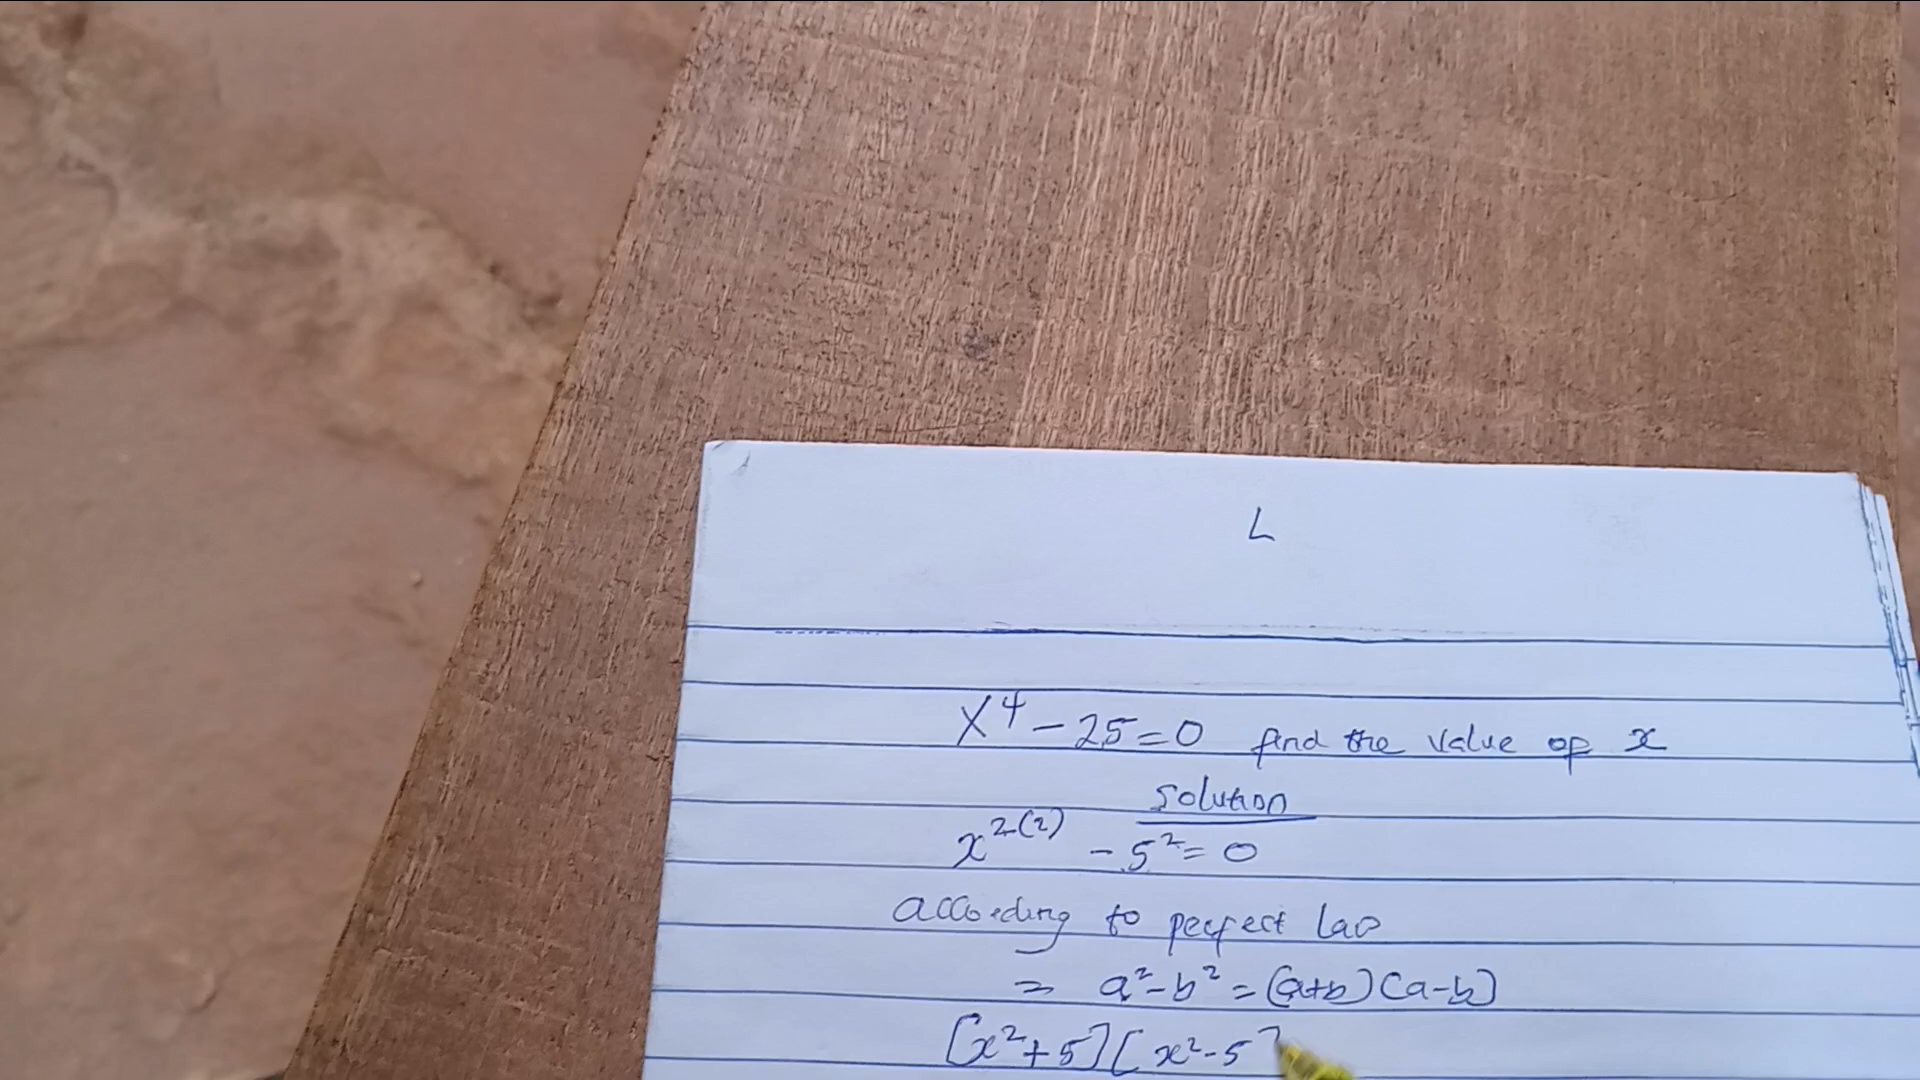 L
X⁴ - 25 = 0 find the value of x
solution
x²⁽²⁾ - 5² = 0
according to perfect law
= a² - b² = (a+b)(a-b)
[x² + 5][x² - 5]